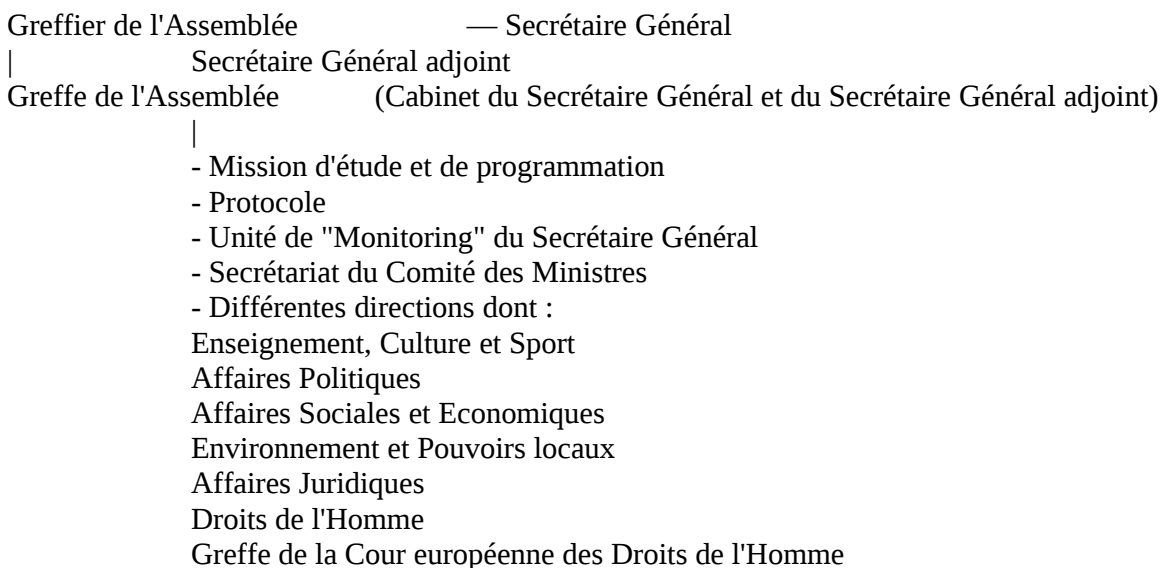 Greffier de l'Assemblée — Secrétaire Général
| Secrétaire Général adjoint
Greffe de l'Assemblée (Cabinet du Secrétaire Général et du Secrétaire Général adjoint)
|
- Mission d'étude et de programmation
- Protocole
- Unité de "Monitoring" du Secrétaire Général
- Secrétariat du Comité des Ministres
- Différentes directions dont :
Enseignement, Culture et Sport
Affaires Politiques
Affaires Sociales et Economiques
Environnement et Pouvoirs locaux
Affaires Juridiques
Droits de l'Homme
Greffe de la Cour européenne des Droits de l'Homme